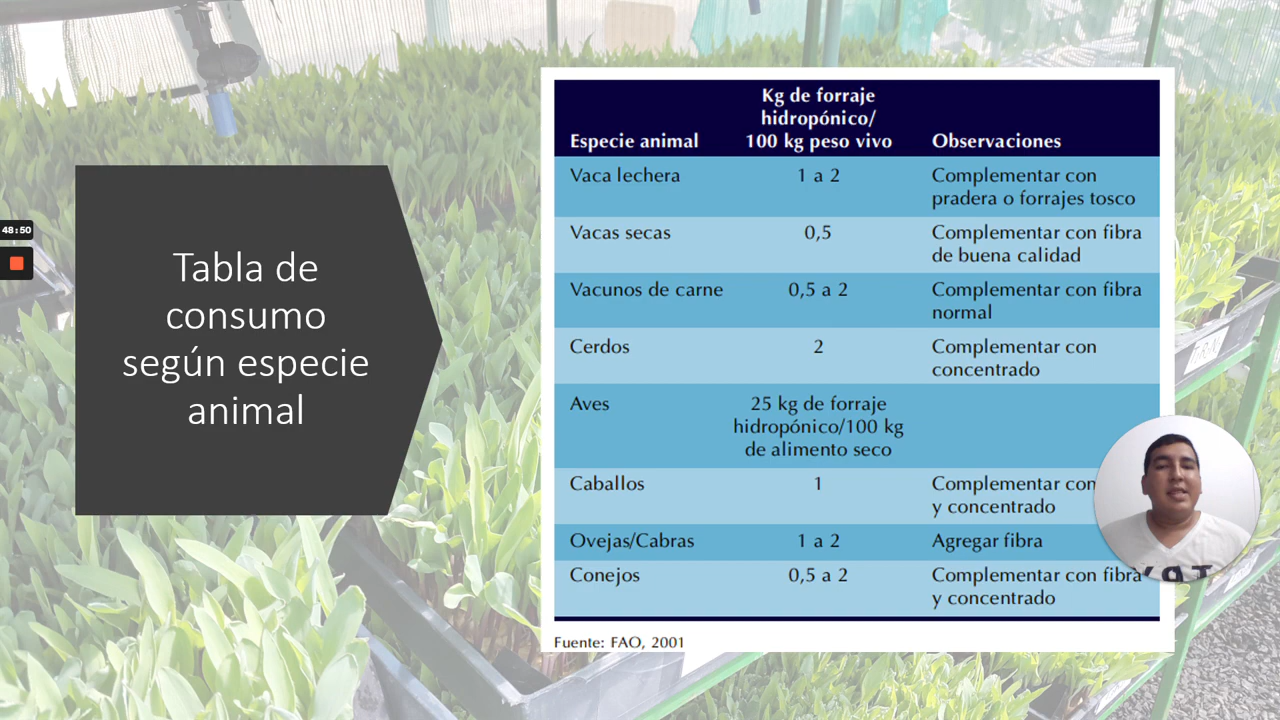 48:50
Tabla de
consumo
según especie
animal
Kg de forraje
hidropónico/
Especie animal 100 kg peso vivo Observaciones
Vaca lechera 1 a 2 Complementar con
pradera o forrajes tosco
Vacas secas 0,5 Complementar con fibra
de buena calidad
Vacunos de carne 0,5 a 2 Complementar con fibra
normal
Cerdos 2 Complementar con
concentrado
Aves 25 kg de forraje
hidropónico/100 kg
de alimento seco
Caballos 1 Complementar con
y concentrado
Ovejas/Cabras 1 a 2 Agregar fibra
Conejos 0,5 a 2 Complementar con fibra
y concentrado
Fuente: FAO, 2001